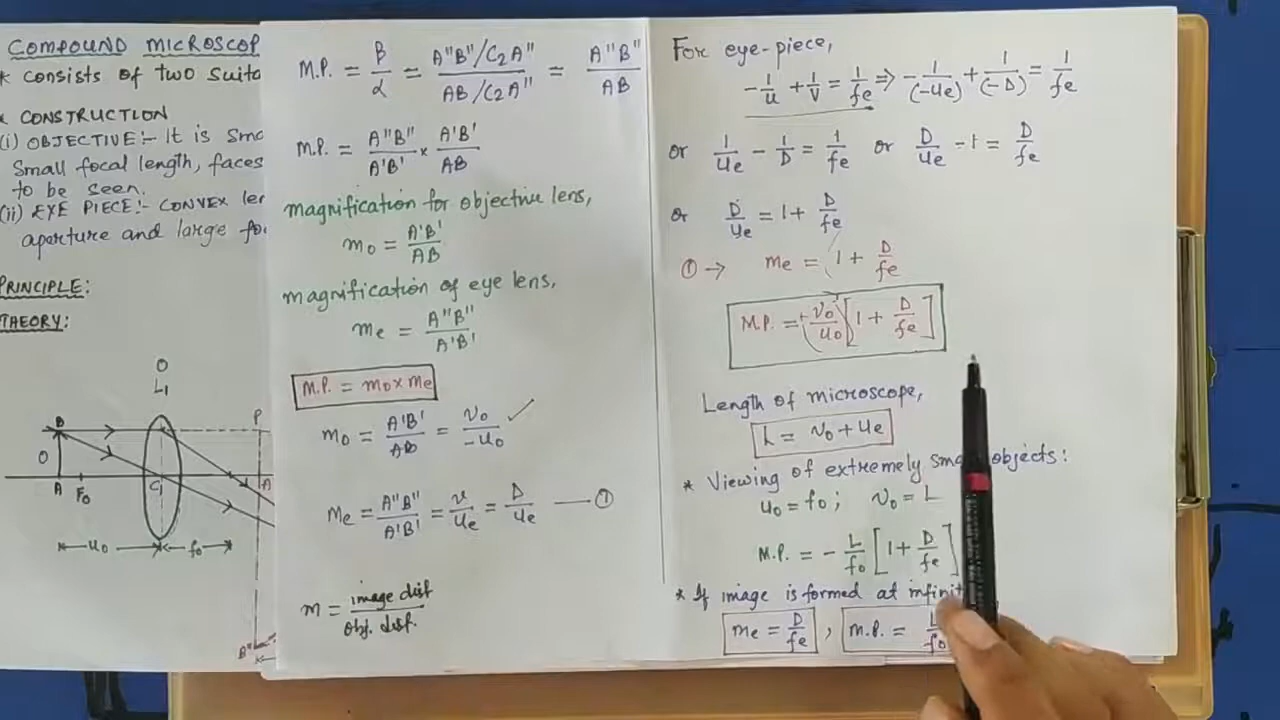 COMPOUND MICROSCOP
* Consists of two suita
* CONSTRUCTION
(i) OBJECTIVE:- It is sma
Small focal length, faces
to be seen.
(ii) EYE PIECE:- CONVEX len
aperture and large fo
PRINCIPLE:
THEORY:
O
L1
B
P
O
A
F0
C1
A'
u0
f0
B"
M.P. = β/α = (A"B"/C2A")/(AB/C2A") = A"B"/AB
M.P. = A"B"/A'B' × A'B'/AB
magnification for objective lens,
m0 = A'B'/AB
magnification of eye lens,
me = A"B"/A'B'
M.P. = m0 x me
m0 = A'B'/AB = v0/-u0 ✓
me = A"B"/A'B' = v/ue = D/ue —— ①
m = image dist/obj. dist.
For eye-piece,
-1/u + 1/v = 1/fe ⇒ -1/(-ue) + 1/(-D) = 1/fe
or 1/ue - 1/D = 1/fe or D/ue - 1 = D/fe
or D/ue = 1 + D/fe
① → me = 1 + D/fe
M.P. = v0/u0 [1 + D/fe]
Length of microscope,
L = v0 + ue
* Viewing of extremely small objects:
u0 = f0 ; v0 = L
M.P. = - L/f0 [1 + D/fe]
* If image is formed at infinit
me = D/fe , M.P. = L/f0